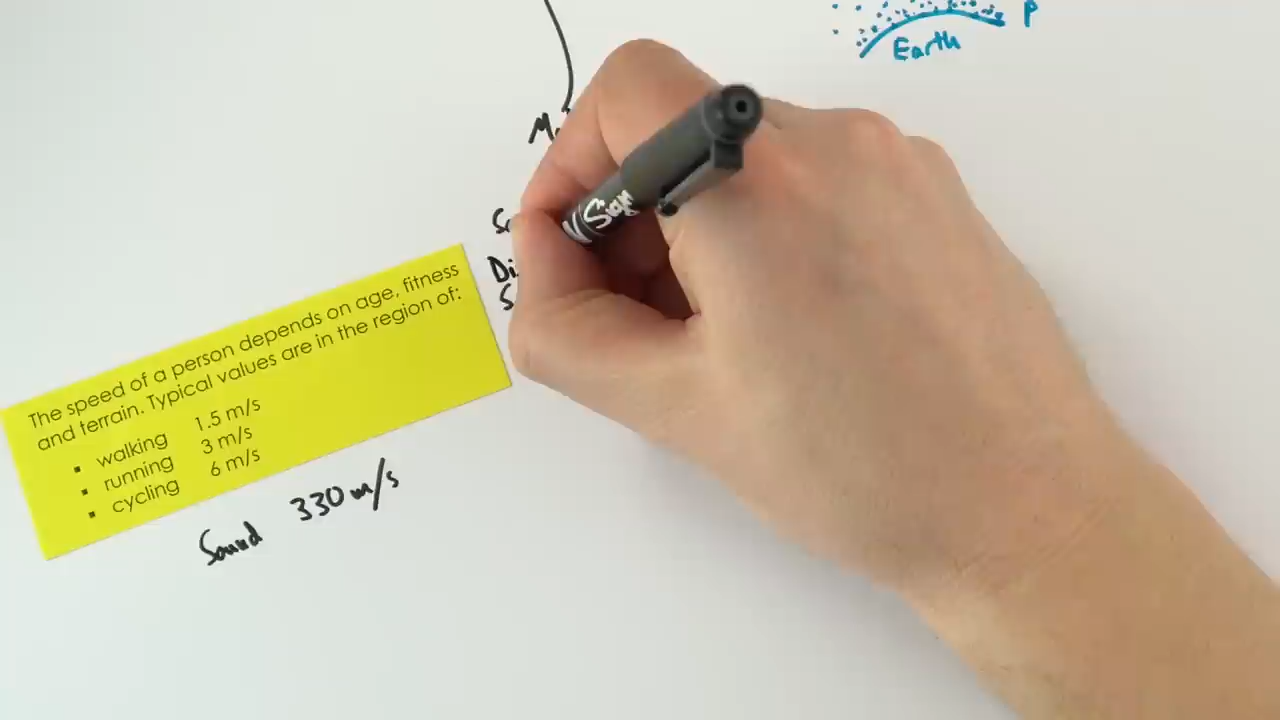 P
Earth
The speed of a person depends on age, fitness
and terrain. Typical values are in the region of:
▪ walking 1.5 m/s
▪ running 3 m/s
▪ cycling 6 m/s
Sound 330 m/s